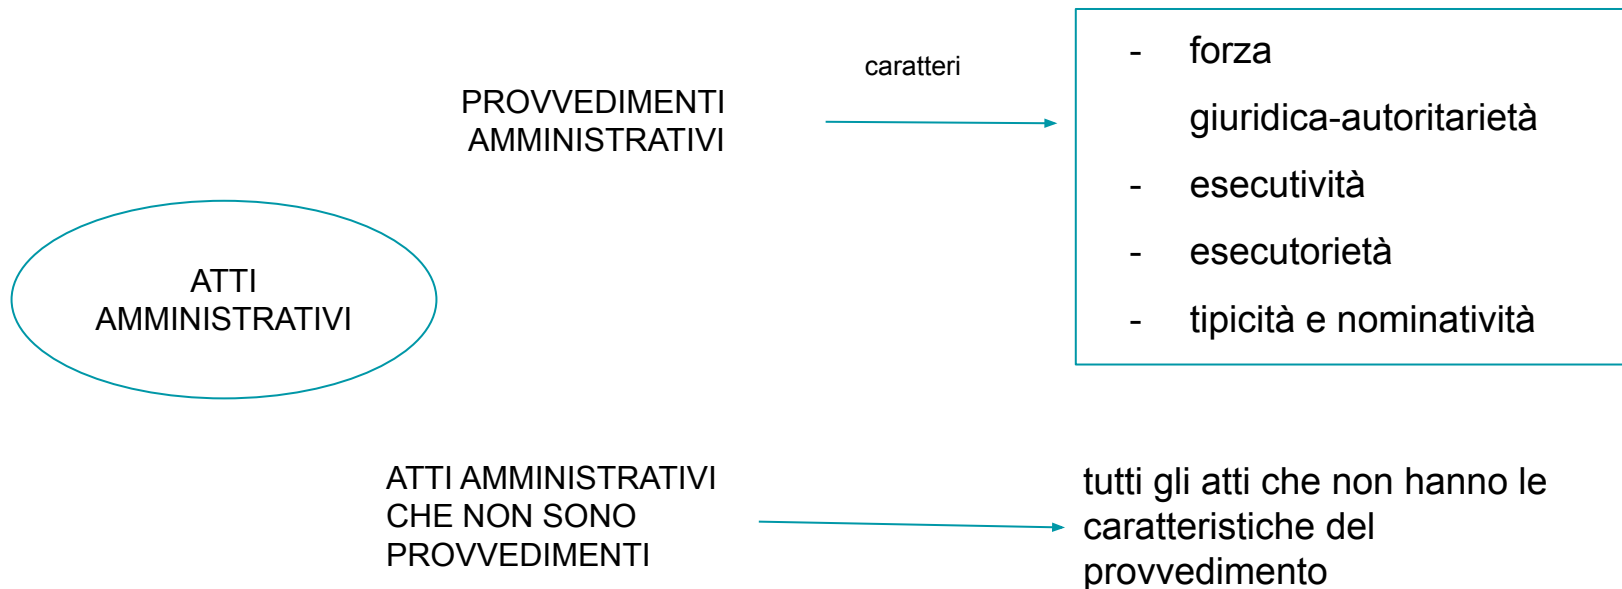 caratteri
PROVVEDIMENTI
AMMINISTRATIVI
- forza
giuridica-autoritarietà
- esecutività
- esecutorietà
- tipicità e nominatività
ATTI
AMMINISTRATIVI
ATTI AMMINISTRATIVI
CHE NON SONO
PROVVEDIMENTI
tutti gli atti che non hanno le
caratteristiche del
provvedimento